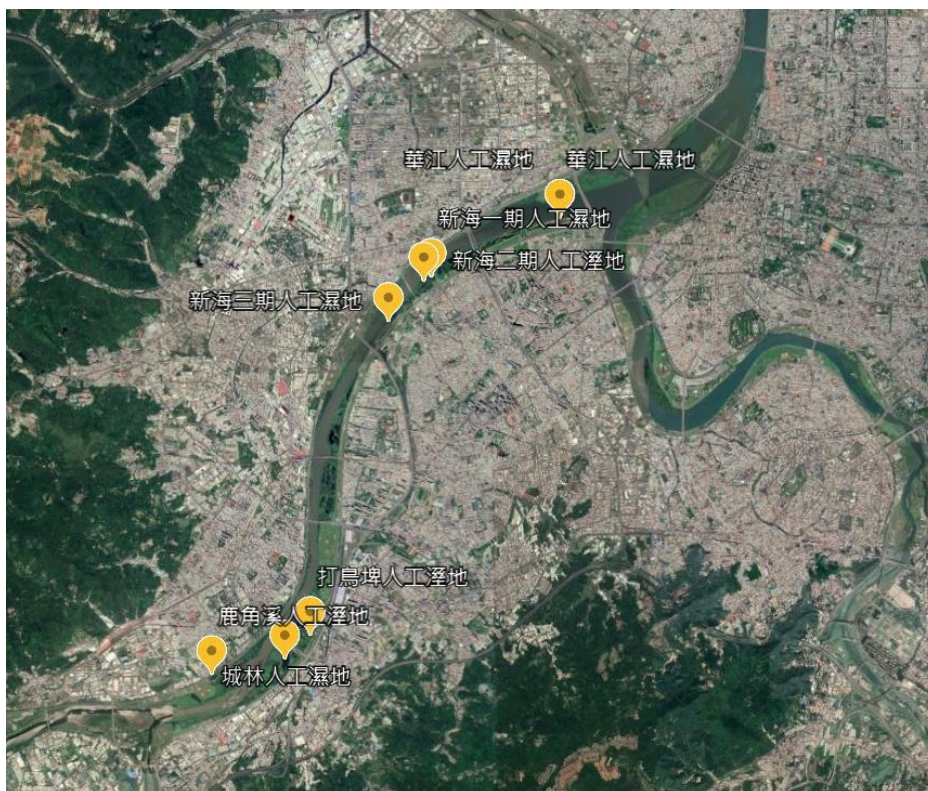 華江人工濕地
華江人工濕地
新海一期人工濕地
新海二期人工溼地
新海三期人工濕地
打鳥埤人工溼地
鹿角溪人工溼地
城林人工濕地